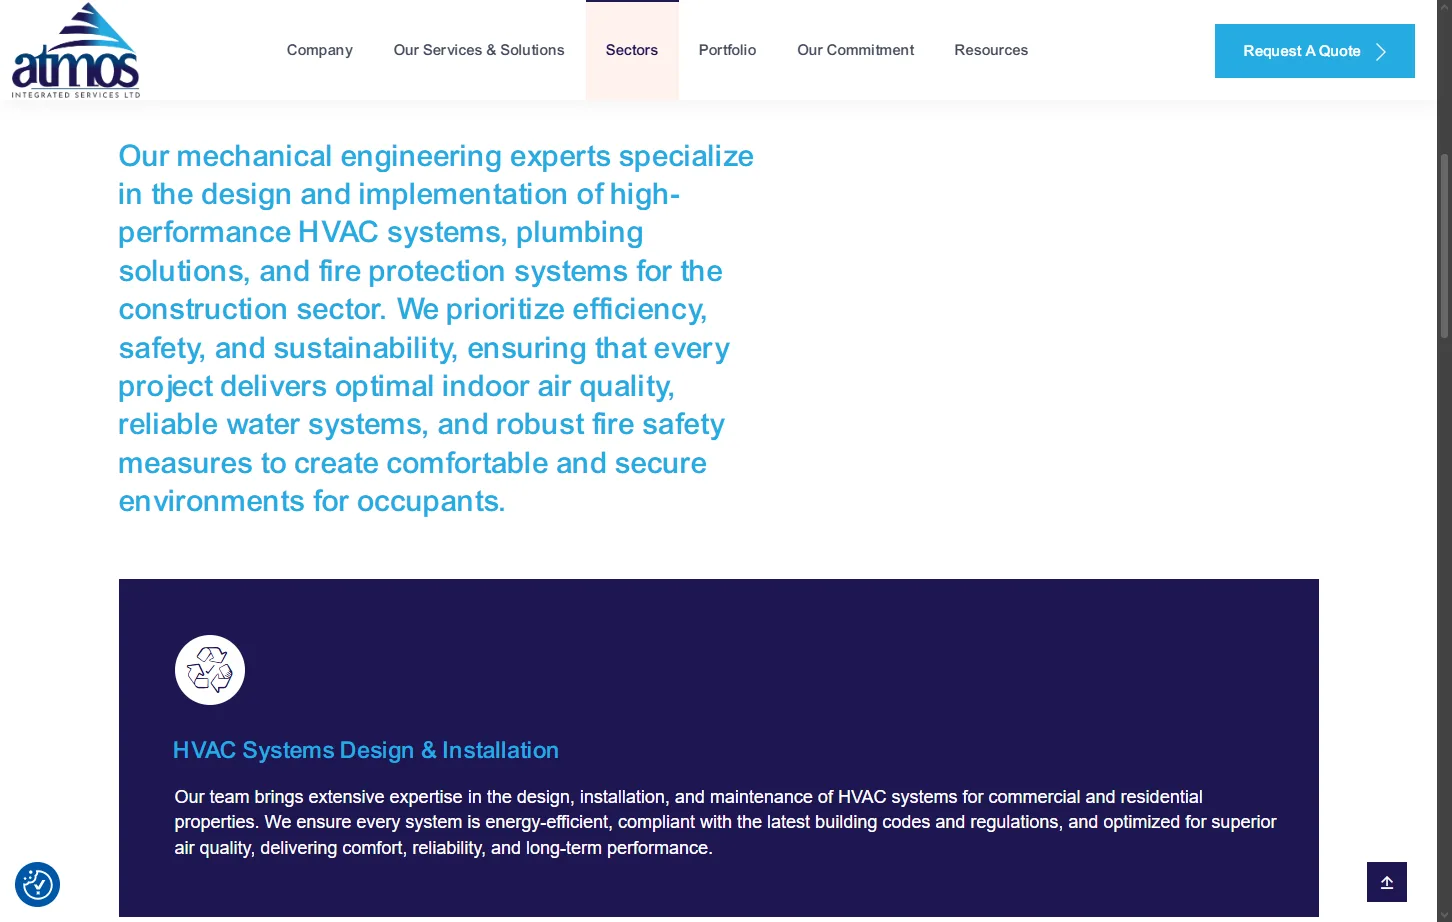 atmos
INTEGRATED SERVICES LTD
Company
Our Services & Solutions
Sectors
Portfolio
Our Commitment
Resources
Request A Quote
Our mechanical engineering experts specialize
in the design and implementation of high-
performance HVAC systems, plumbing
solutions, and fire protection systems for the
construction sector. We prioritize efficiency,
safety, and sustainability, ensuring that every
project delivers optimal indoor air quality,
reliable water systems, and robust fire safety
measures to create comfortable and secure
environments for occupants.
HVAC Systems Design & Installation
Our team brings extensive expertise in the design, installation, and maintenance of HVAC systems for commercial and residential
properties. We ensure every system is energy-efficient, compliant with the latest building codes and regulations, and optimized for superior
air quality, delivering comfort, reliability, and long-term performance.